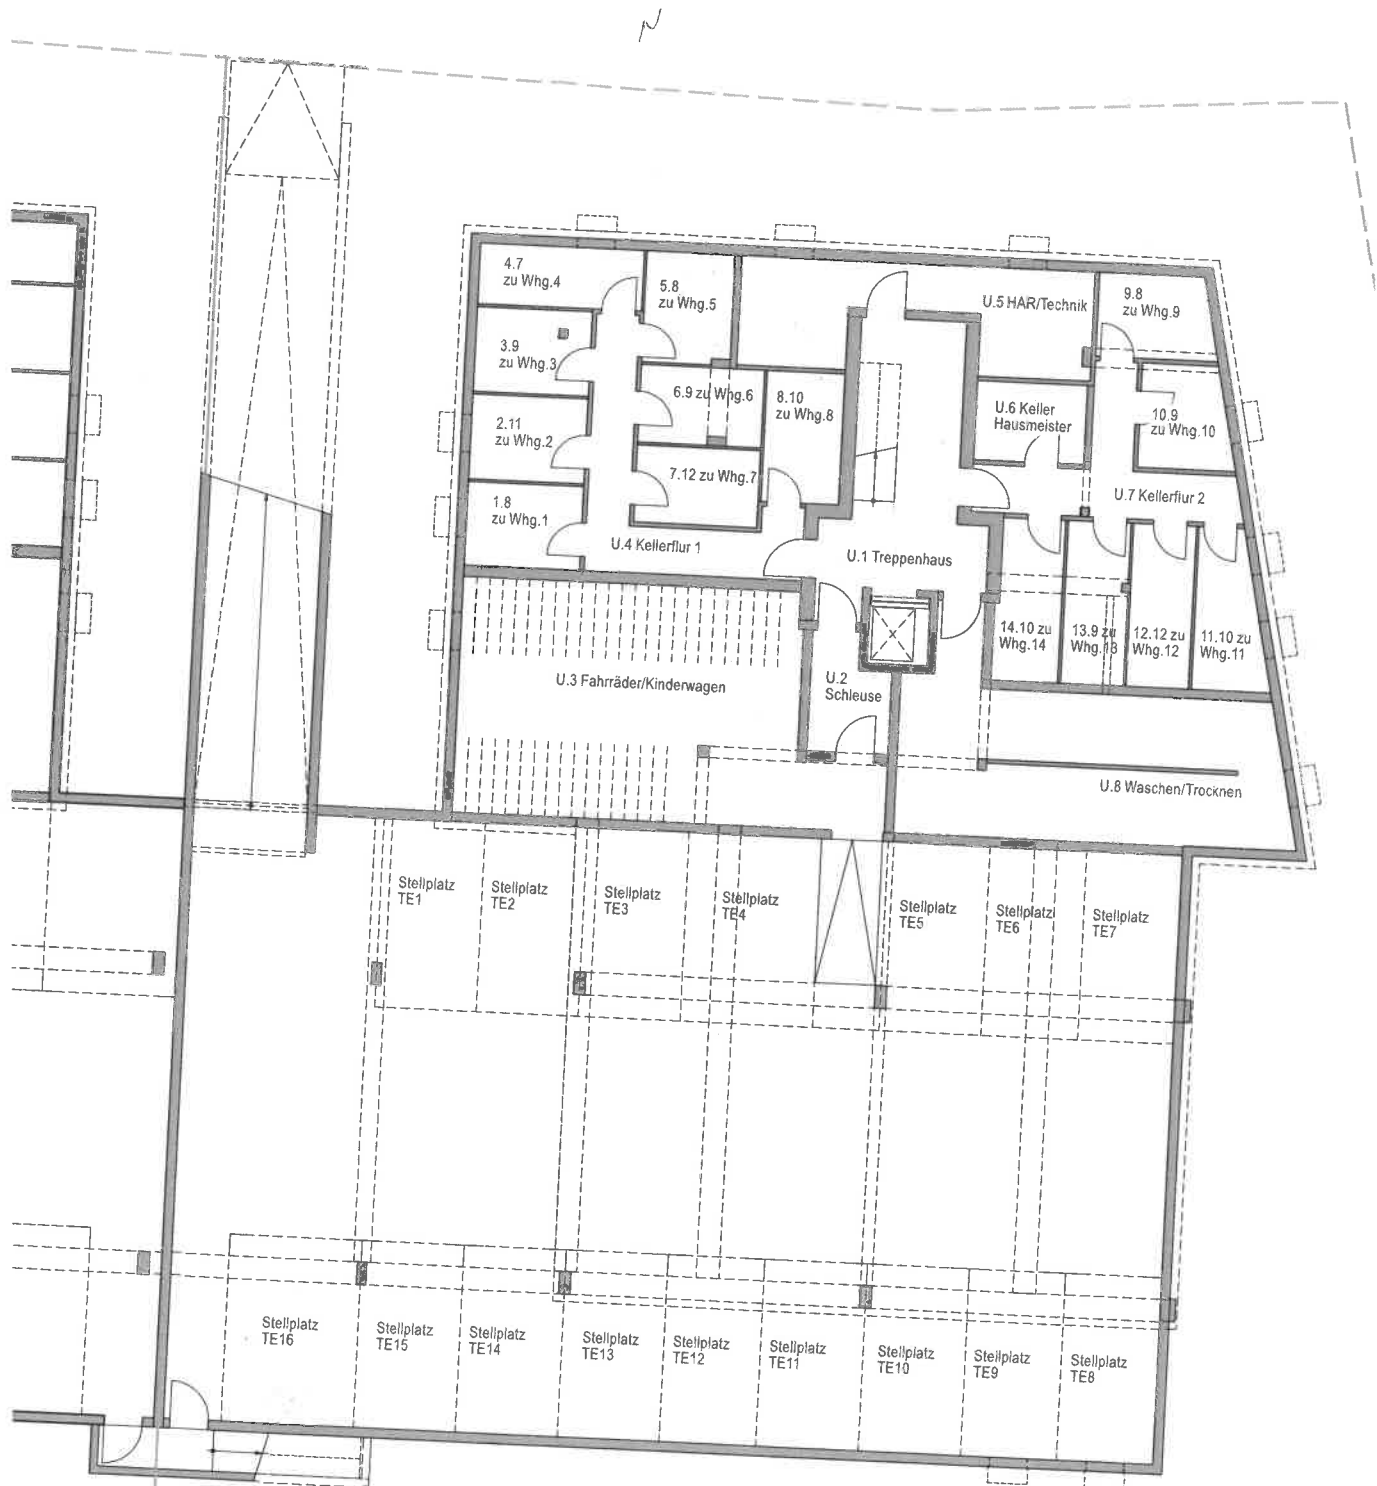 N
4.7
zu Whg.4
5.8
zu Whg.5
U.5 HAR/Technik
9.8
zu Whg.9
3.9
zu Whg.3
6.9 zu Whg.6
8.10
zu Whg.8
U.6 Keller
Hausmeister
10.9
zu Whg.10
2.11
zu Whg.2
7.12 zu Whg.7
U.7 Kellerflur 2
1.8
zu Whg.1
U.4 Kellerflur 1
U.1 Treppenhaus
14.10 zu
Whg.14
13.9 zu
Whg.13
12.12 zu
Whg.12
11.10 zu
Whg.11
U.3 Fahrräder/Kinderwagen
U.2
Schleuse
U.8 Waschen/Trocknen
Stellplatz
TE1
Stellplatz
TE2
Stellplatz
TE3
Stellplatz
TE4
Stellplatz
TE5
Stellplatz
TE6
Stellplatz
TE7
Stellplatz
TE16
Stellplatz
TE15
Stellplatz
TE14
Stellplatz
TE13
Stellplatz
TE12
Stellplatz
TE11
Stellplatz
TE10
Stellplatz
TE9
Stellplatz
TE8